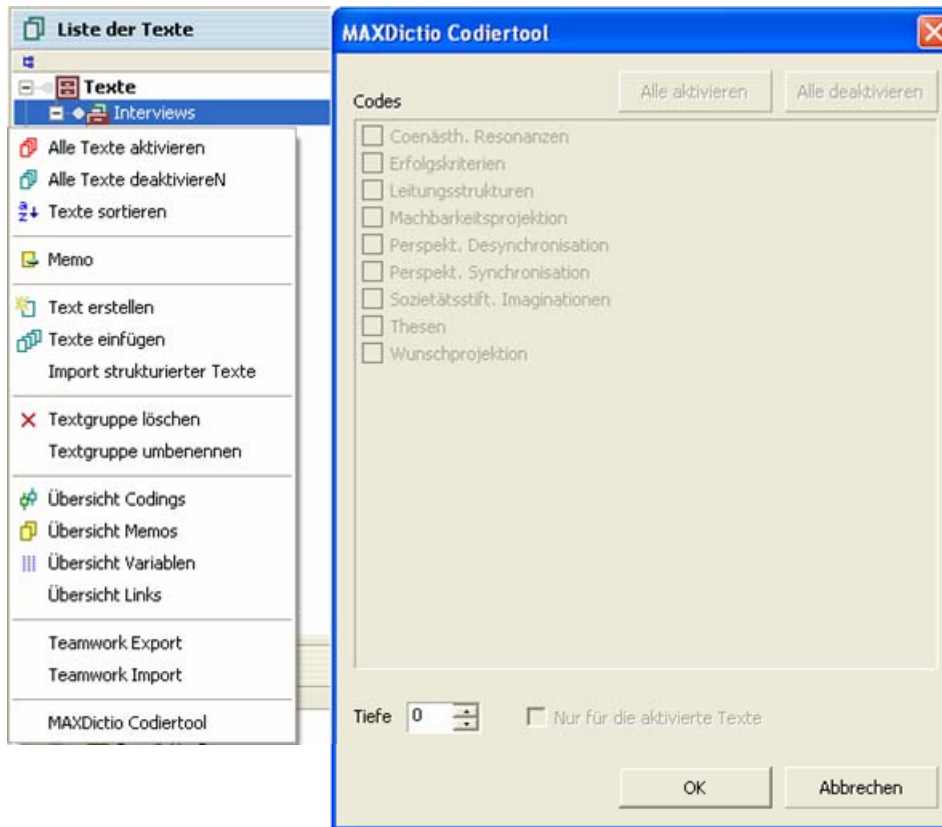 Liste der Texte
Texte
Interviews
Alle Texte aktivieren
Alle Texte deaktiviereN
Texte sortieren
Memo
Text erstellen
Texte einfügen
Import strukturierter Texte
Textgruppe löschen
Textgruppe umbenennen
Übersicht Codings
Übersicht Memos
Übersicht Variablen
Übersicht Links
Teamwork Export
Teamwork Import
MAXDictio Codiertool
MAXDictio Codiertool
Codes
Alle aktivieren
Alle deaktivieren
Coenästh. Resonanzen
Erfolgskriterien
Leitungsstrukturen
Machbarkeitsprojektion
Perspekt. Desynchronisation
Perspekt. Synchronisation
Sozietätsstift. Imaginationen
Thesen
Wunschprojektion
Tiefe 0
Nur für die aktivierte Texte
OK
Abbrechen